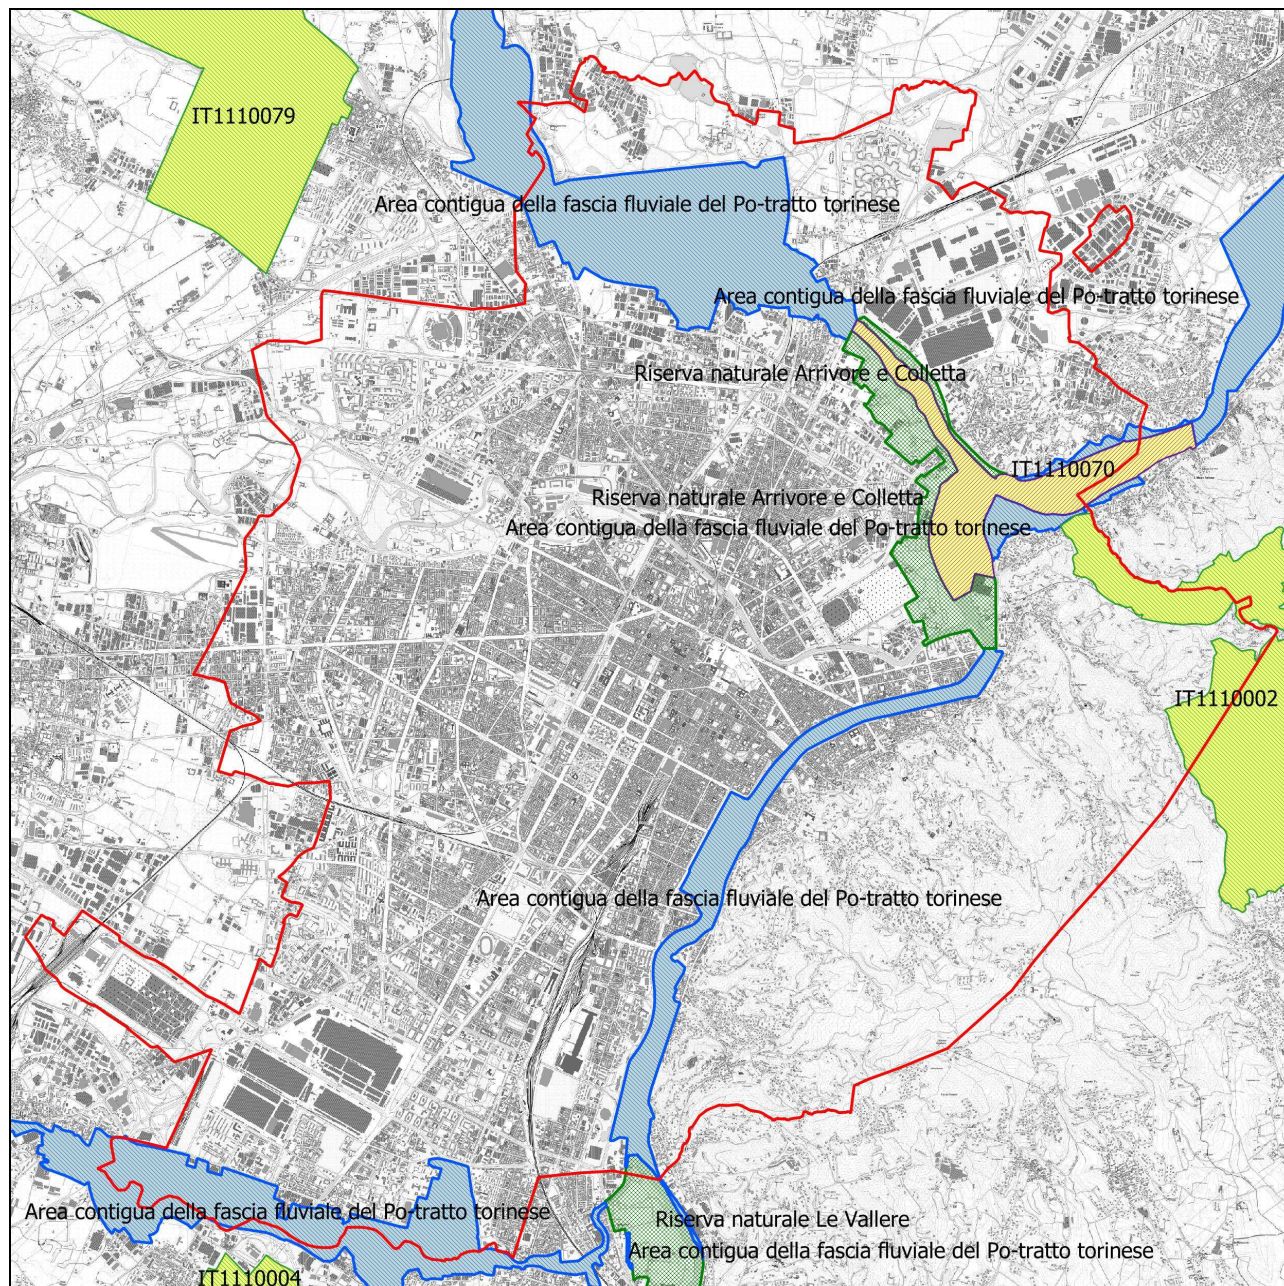 IT1110079
Area contigua della fascia fluviale del Po-tratto torinese
Area contigua della fascia fluviale del Po-tratto torinese
Riserva naturale Arrivore e Colletta
IT1110070
Riserva naturale Arrivore e Colletta
Area contigua della fascia fluviale del Po-tratto torinese
IT1110002
Area contigua della fascia fluviale del Po-tratto torinese
Area contigua della fascia fluviale del Po-tratto torinese
Riserva naturale Le Vallere
Area contigua della fascia fluviale del Po-tratto torinese
IT1110004